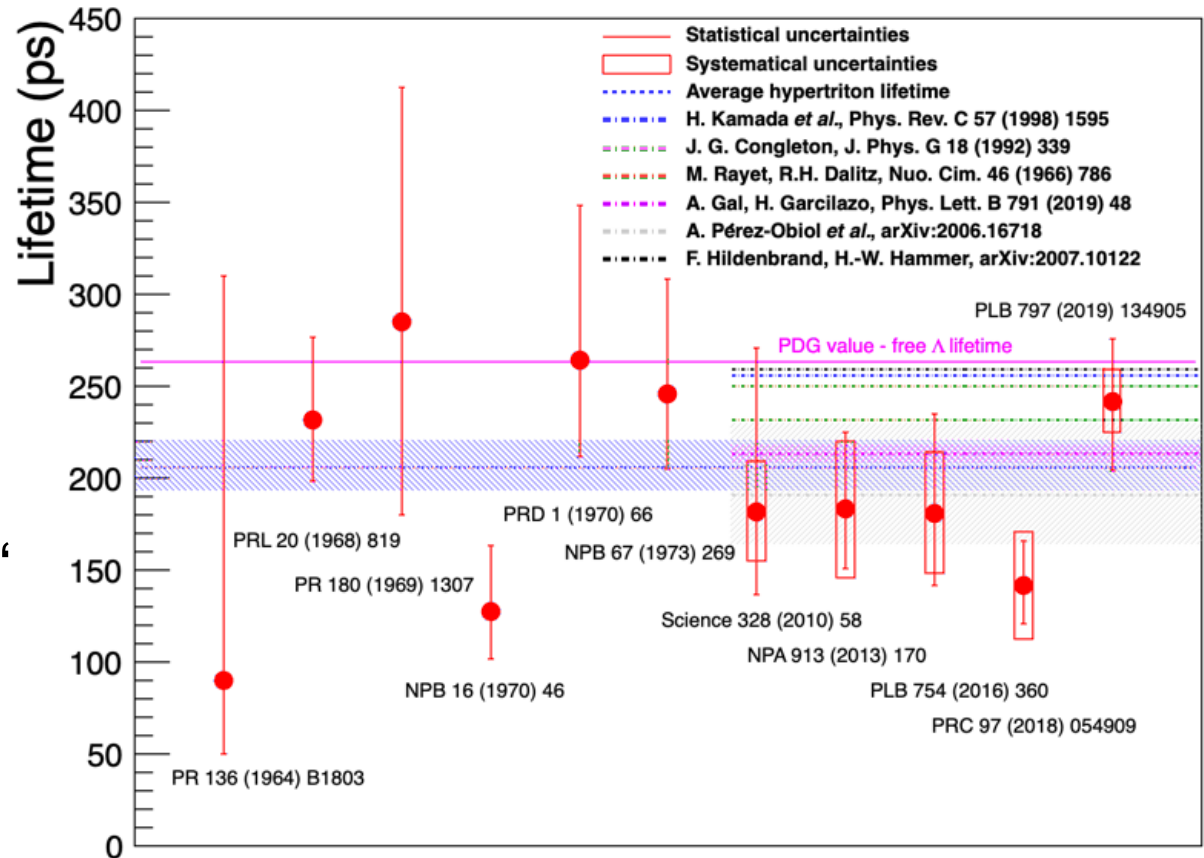 Lifetime (ps)
450
400
350
300
250
200
150
100
50
0
Statistical uncertainties
Systematical uncertainties
Average hypertriton lifetime
H. Kamada et al., Phys. Rev. C 57 (1998) 1595
J. G. Congleton, J. Phys. G 18 (1992) 339
M. Rayet, R.H. Dalitz, Nuo. Cim. 46 (1966) 786
A. Gal, H. Garcilazo, Phys. Lett. B 791 (2019) 48
A. Pérez-Obiol et al., arXiv:2006.16718
F. Hildenbrand, H.-W. Hammer, arXiv:2007.10122
PLB 797 (2019) 134905
PDG value - free Λ lifetime
PRD 1 (1970) 66
PRL 20 (1968) 819
NPB 67 (1973) 269
PR 180 (1969) 1307
Science 328 (2010) 58
NPA 913 (2013) 170
NPB 16 (1970) 46
PLB 754 (2016) 360
PRC 97 (2018) 054909
PR 136 (1964) B1803
‘